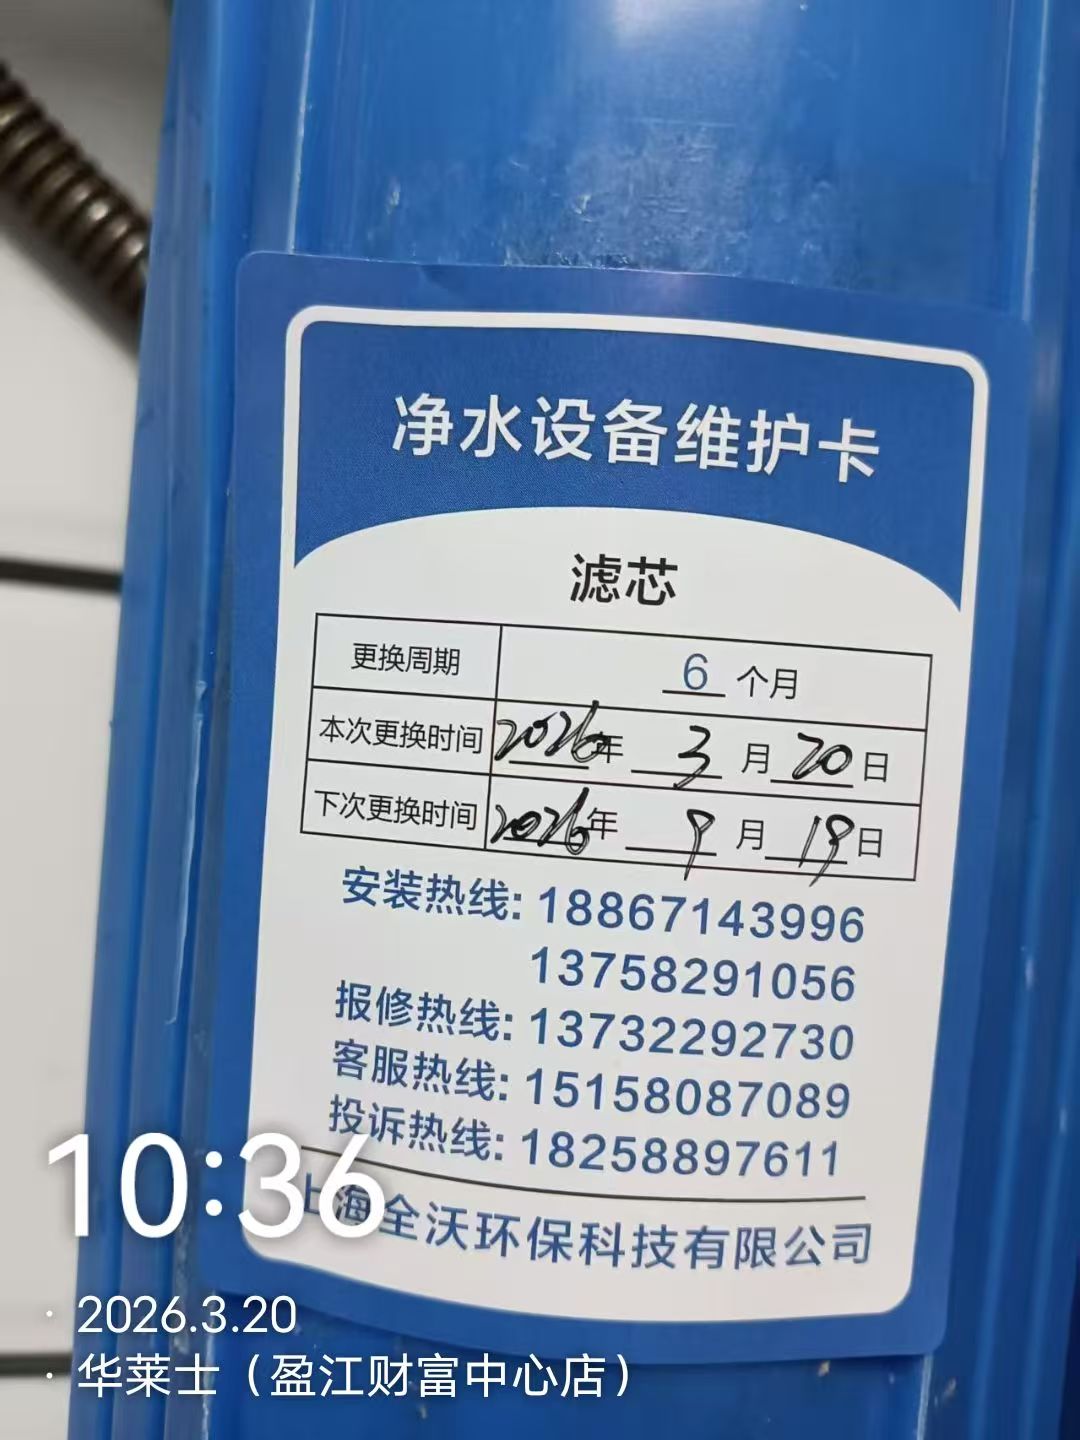 净水设备维护卡
滤芯
更换周期 6 个月
本次更换时间 2026年 3 月 20 日
下次更换时间 2026年 9 月 19 日
安装热线: 18867143996
13758291056
报修热线: 13732292730
客服热线: 15158087089
投诉热线: 18258897611
上海全沃环保科技有限公司
10:36
· 2026.3.20
· 华莱士（盈江财富中心店）